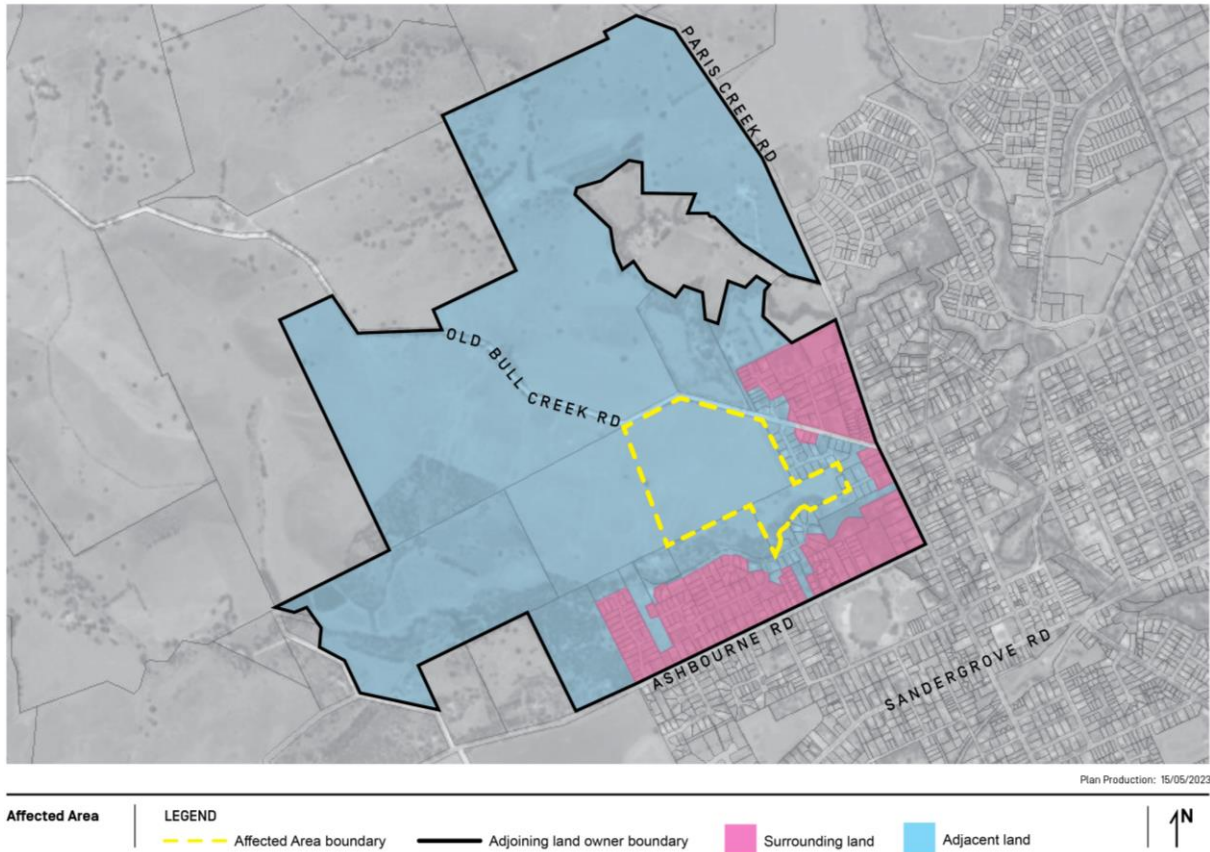 PARIS CREEK RD
OLD BULL CREEK RD
ASHBOURNE RD
SANDERGROVE RD
Plan Production: 15/05/2023
Affected Area
LEGEND
Affected Area boundary
Adjoining land owner boundary
Surrounding land
Adjacent land
N